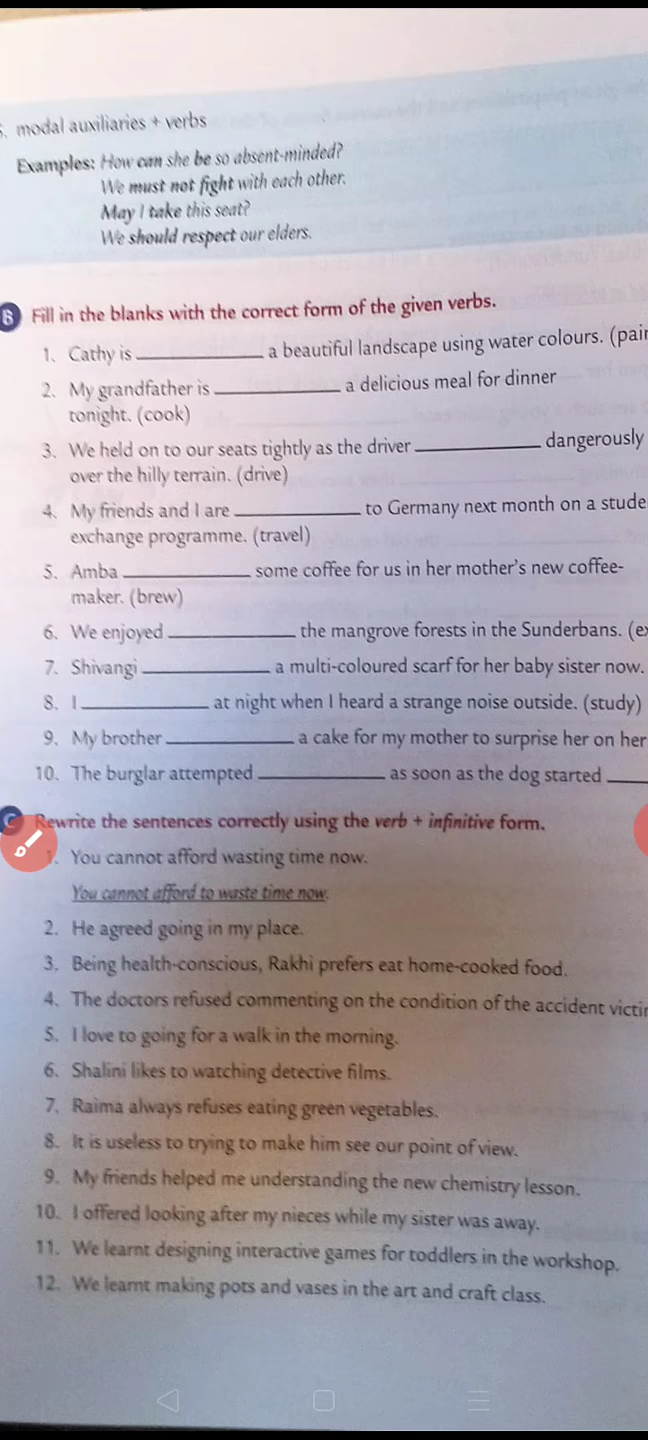 modal auxiliaries + verbs
Examples: How can she be so absent-minded?
We must not fight with each other.
May I take this seat?
We should respect our elders.
B Fill in the blanks with the correct form of the given verbs.
1. Cathy is ____________ a beautiful landscape using water colours.
2. My grandfather is ____________ a delicious meal for dinner
tonight. (cook)
3. We held on to our seats tightly as the driver ____________ dangerously
over the hilly terrain. (drive)
4. My friends and I are ____________ to Germany next month on a
exchange programme. (travel)
5. Amba ____________ some coffee for us in her mother's new coffee-
maker. (brew)
6. We enjoyed ____________ the mangrove forests in the Sunderbans.
7. Shivangi ____________ a multi-coloured scarf for her baby sister now.
8. I ____________ at night when I heard a strange noise outside. (study)
9. My brother ____________ a cake for my mother to surprise her on her
10. The burglar attempted ____________ as soon as the dog started ____
C Rewrite the sentences correctly using the verb + infinitive form.
1. You cannot afford wasting time now.
You cannot afford to waste time now.
2. He agreed going in my place.
3. Being health-conscious, Rakhi prefers eat home-cooked food.
4. The doctors refused commenting on the condition of the accident
5. I love to going for a walk in the morning.
6. Shalini likes to watching detective films.
7. Raima always refuses eating green vegetables.
8. It is useless to trying to make him see our point of view.
9. My friends helped me understanding the new chemistry lesson.
10. I offered looking after my nieces while my sister was away.
11. We learnt designing interactive games for toddlers in the workshop.
12. We learnt making pots and vases in the art and craft class.